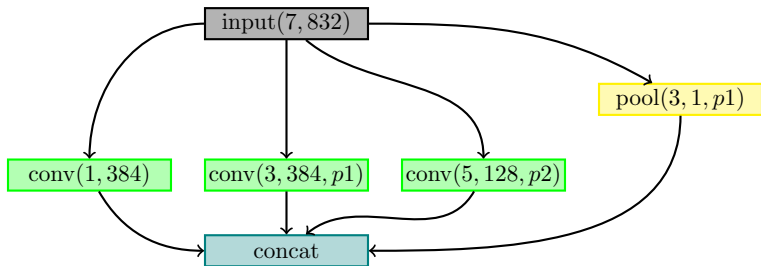 input(7, 832)
pool(3, 1, p1)
conv(1, 384)
conv(3, 384, p1)
conv(5, 128, p2)
concat